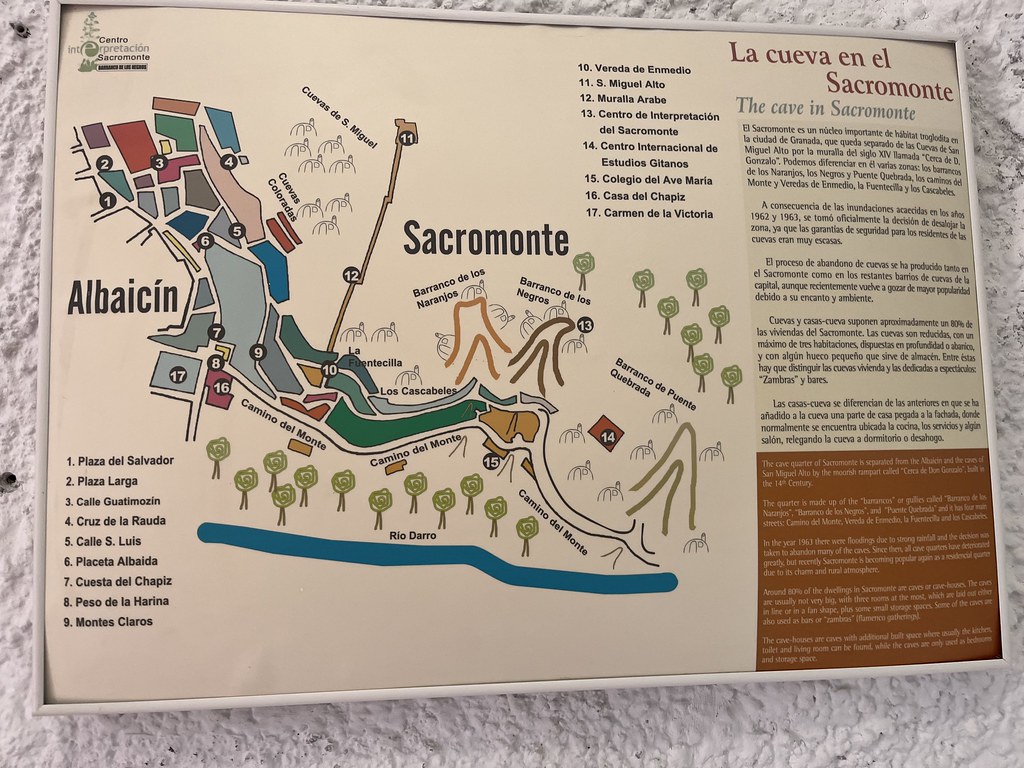 Centro
interpretación
Sacromonte
BARRANCO DE LOS NEGROS
La cueva en el
Sacromonte
The cave in Sacromonte
10. Vereda de Enmedio
11. S. Miguel Alto
12. Muralla Arabe
13. Centro de Interpretación
del Sacromonte
14. Centro Internacional de
Estudios Gitanos
15. Colegio del Ave María
16. Casa del Chapiz
17. Carmen de la Victoria
El Sacromonte es un núcleo importante de hábitat troglodita en
la ciudad de Granada, que queda separado de las Cuevas de San
Miguel Alto por la muralla del siglo XIV llamada "Cerca de D.
Gonzalo". Podemos diferenciar en él varias zonas: los barrancos
de los Naranjos, los Negros y Puente Quebrada, los caminos del
Monte y Veredas de Enmedio, la Fuentecilla y los Cascabeles.
A consecuencia de las inundaciones acaecidas en los años
1962 y 1963, se tomó oficialmente la decisión de desalojar la
zona, ya que las garantías de seguridad para los residentes de las
cuevas eran muy escasas.
El proceso de abandono de cuevas se ha producido tanto en
el Sacromonte como en los restantes barrios de cuevas de la
capital, aunque recientemente vuelve a gozar de mayor popularidad
debido a su encanto y ambiente.
Cuevas y casas-cueva suponen aproximadamente un 80% de
las viviendas del Sacromonte. Las cuevas son reducidas, con un
máximo de tres habitaciones, dispuestas en profundidad o abanico,
y con algún hueco pequeño que sirve de almacén. Entre éstas
hay que distinguir las cuevas vivienda y las dedicadas a espectáculos:
"Zambras" y bares.
Las casas-cueva se diferencian de las anteriores en que se ha
añadido a la cueva una parte de casa pegada a la fachada, donde
normalmente se encuentra ubicada la cocina, los servicios y algún
salón, relegando la cueva a dormitorio o desahogo.
The cave quarter of Sacromonte is separated from the Albaicín and the caves of
San Miguel Alto by the moorish rampart called "Cerca de Don Gonzalo", built in
the 14th Century.
The quarter is made up of the "barrancos" or gullies called "Barranco de los
Naranjos", "Barranco de los Negros", and "Puente Quebrada" and it has four main
streets: Camino del Monte, Vereda de Enmedio, la Fuentecilla and los Cascabeles.
In the year 1963 there were floodings due to strong rainfall and the decision was
taken to abandon many of the caves. Since then, all cave quarters have deteriorated
greatly, but recently Sacromonte is becoming popular again as a residencial quarter
due to its charm and rural atmosphere.
Around 80% of the dwellings in Sacromonte are caves or cave-houses. The caves
are usually not very big, with three rooms at the most, which are laid out either
in line or in a fan shape, plus some small storage spaces. Some of the caves are
also used as bars or "zambras" (flamenco gatherings).
The cave-houses are caves with additional built space where usually the kitchen,
toilet and living room can be found, while the caves are only used as bedrooms
and storage space.
Cuevas de S. Miguel
Cuevas
Coloradas
Sacromonte
Albaicín
Barranco de los
Naranjos
Barranco de los
Negros
La
Fuentecilla
Los Cascabeles
Barranco de Puente
Quebrada
Camino del Monte
Camino del Monte
Camino del Monte
Río Darro
1
2
3
4
5
6
7
8
9
10
11
12
13
14
15
16
17
1. Plaza del Salvador
2. Plaza Larga
3. Calle Guatimozín
4. Cruz de la Rauda
5. Calle S. Luis
6. Placeta Albaida
7. Cuesta del Chapiz
8. Peso de la Harina
9. Montes Claros